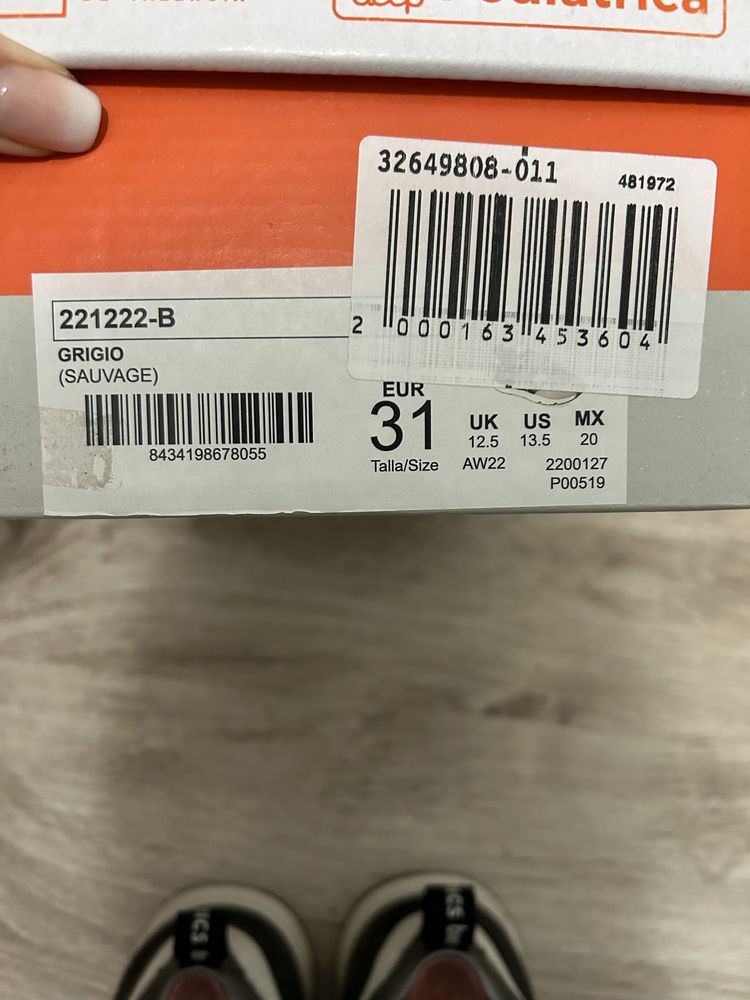 32649808-011
481972
2 000163 453604
221222-B
GRIGIO
(SAUVAGE)
8434198678055
EUR
31
Talla/Size
UK
12.5
US
13.5
MX
20
AW22
2200127
P00519